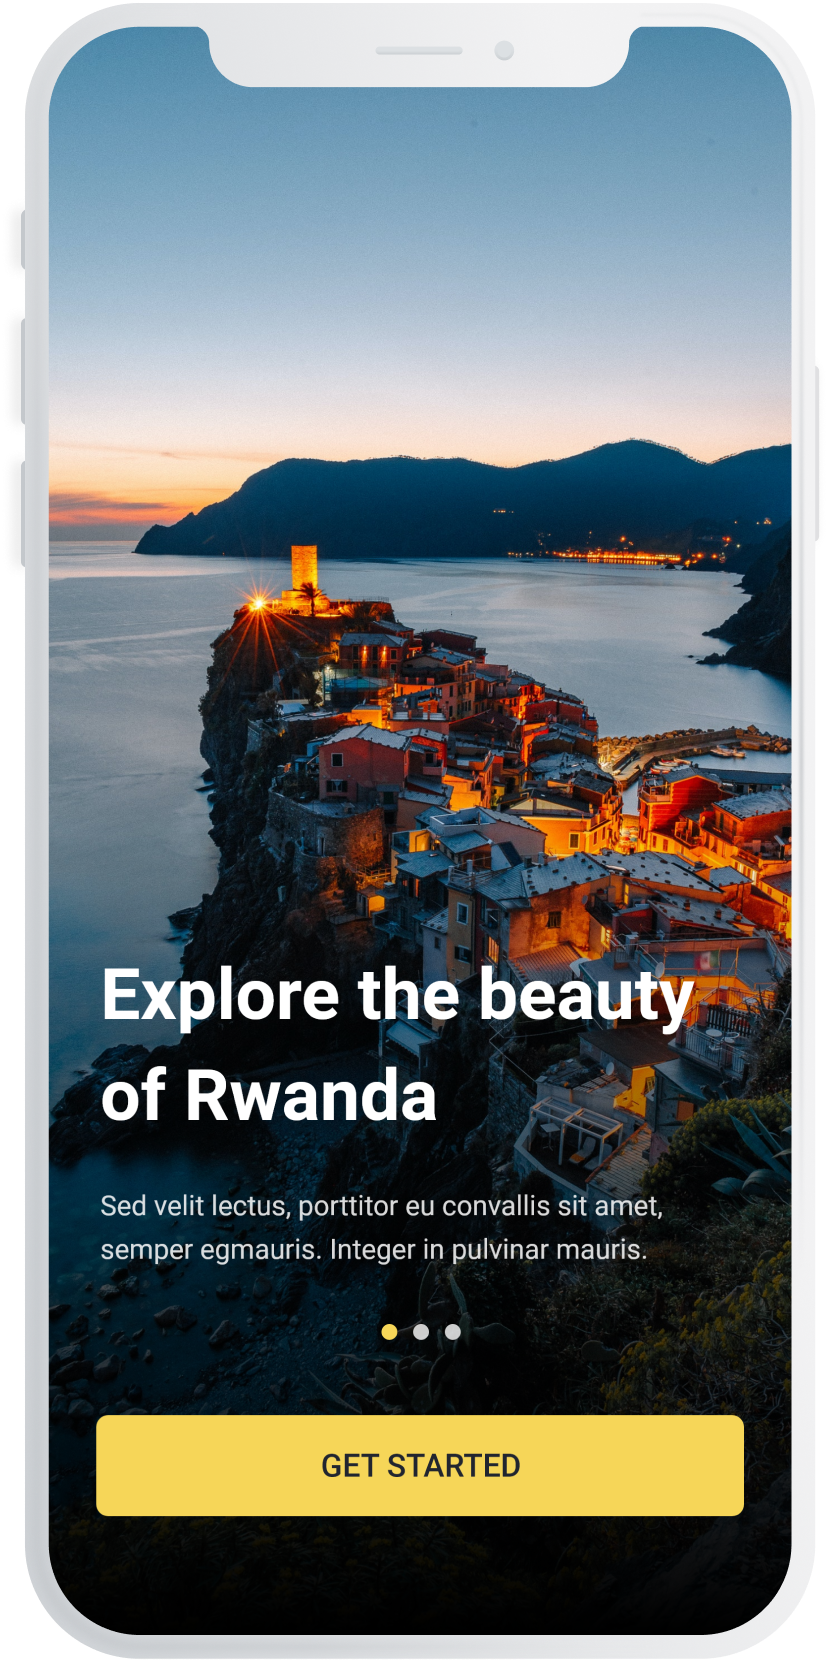 Explore the beauty
of Rwanda
Sed velit lectus, porttitor eu convallis sit amet,
semper egmauris. Integer in pulvinar mauris.
GET STARTED